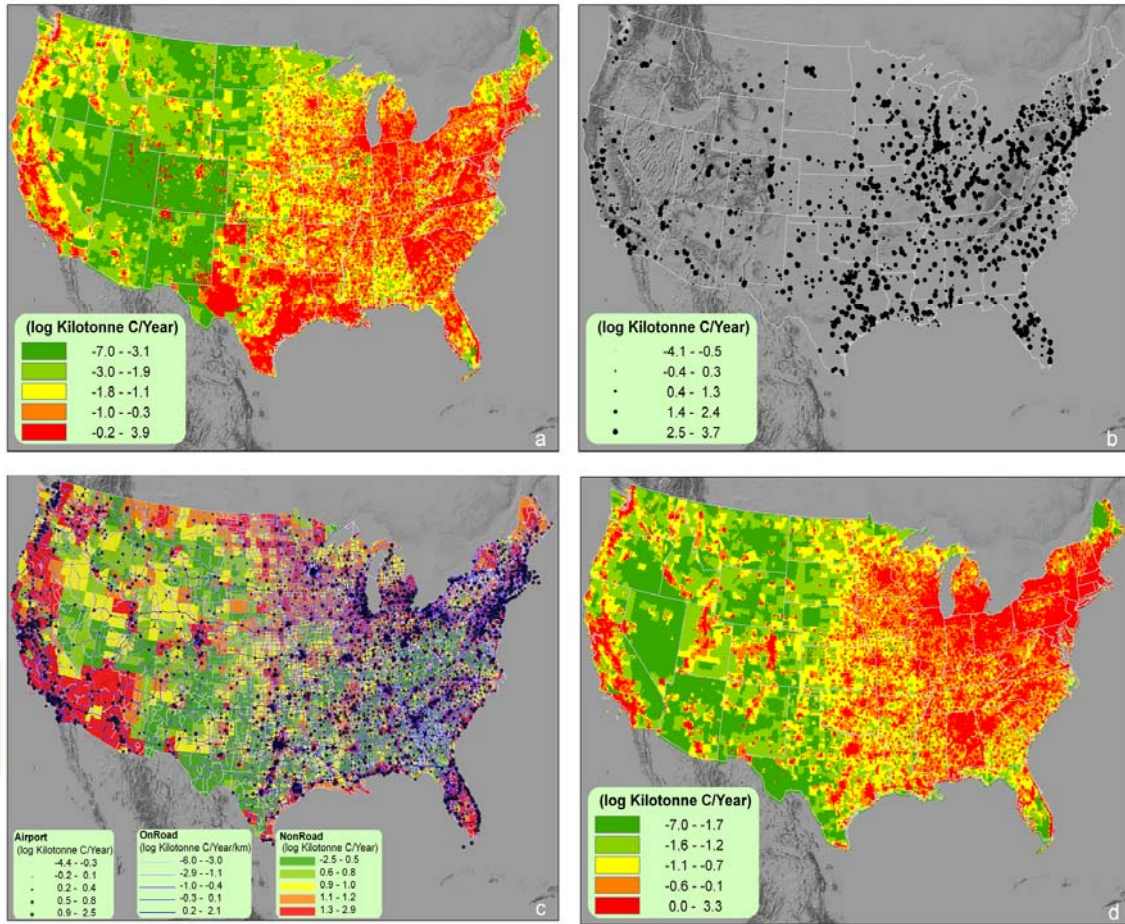 (log Kilotonne C/Year)
-7.0 - -3.1
-3.0 - -1.9
-1.8 - -1.1
-1.0 - -0.3
-0.2 - 3.9
a
(log Kilotonne C/Year)
-4.1 - -0.5
-0.4 - 0.3
0.4 - 1.3
1.4 - 2.4
2.5 - 3.7
b
Airport
(log Kilotonne C/Year)
-4.4 - -0.3
-0.2 - 0.1
0.2 - 0.4
0.5 - 0.8
0.9 - 2.5
OnRoad
(log Kilotonne C/Year/km)
-6.0 - -3.0
-2.9 - -1.1
-1.0 - -0.4
-0.3 - 0.1
0.2 - 2.1
NonRoad
(log Kilotonne C/Year)
-2.5 - 0.5
0.6 - 0.8
0.9 - 1.0
1.1 - 1.2
1.3 - 2.9
c
(log Kilotonne C/Year)
-7.0 - -1.7
-1.6 - -1.2
-1.1 - -0.7
-0.6 - -0.1
0.0 - 3.3
d